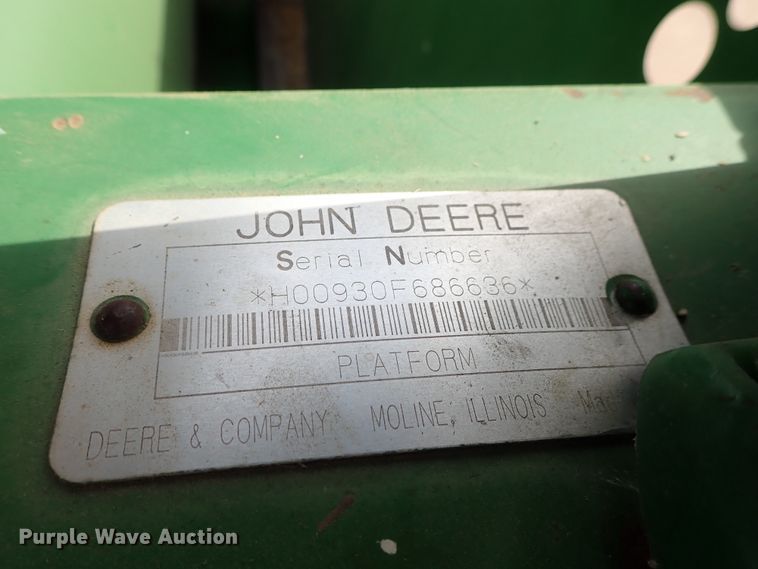 JOHN DEERE
Serial Number
*H00930F686636*
PLATFORM
DEERE & COMPANY MOLINE, ILLINOIS
Purple Wave Auction